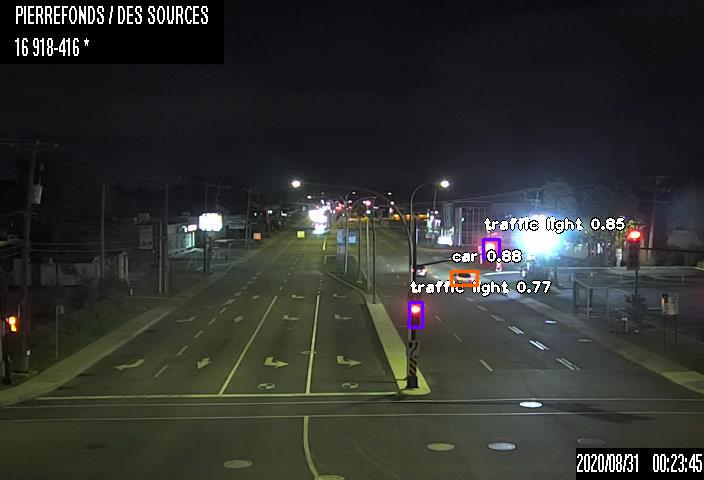 PIERREFONDS / DES SOURCES
16 918-416 *
traffic light 0.85
car 0.88
traffic light 0.77
2020/08/31 00:23:45